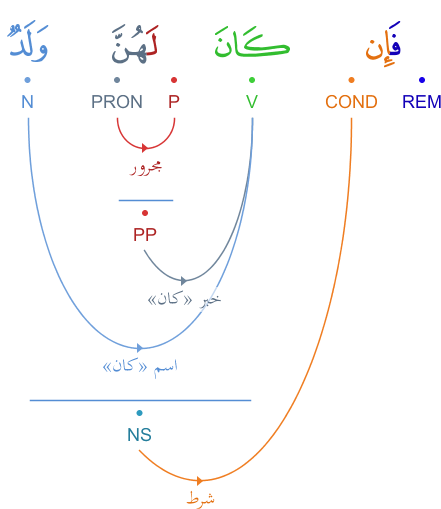 فَإِن كَانَ لَهُنَّ وَلَدٌ
REM COND V P PRON N
مجرور
PP
خبر «كان»
اسم «كان»
NS
شرط